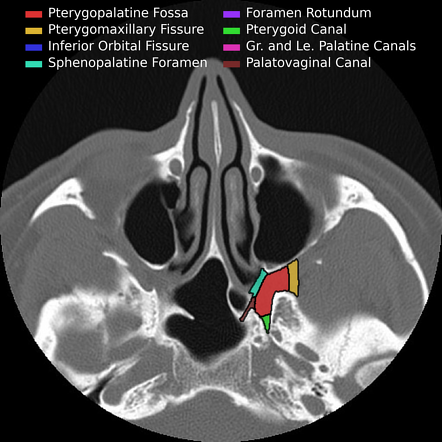 Pterygopalatine Fossa
Pterygomaxillary Fissure
Inferior Orbital Fissure
Sphenopalatine Foramen
Foramen Rotundum
Pterygoid Canal
Gr. and Le. Palatine Canals
Palatovaginal Canal